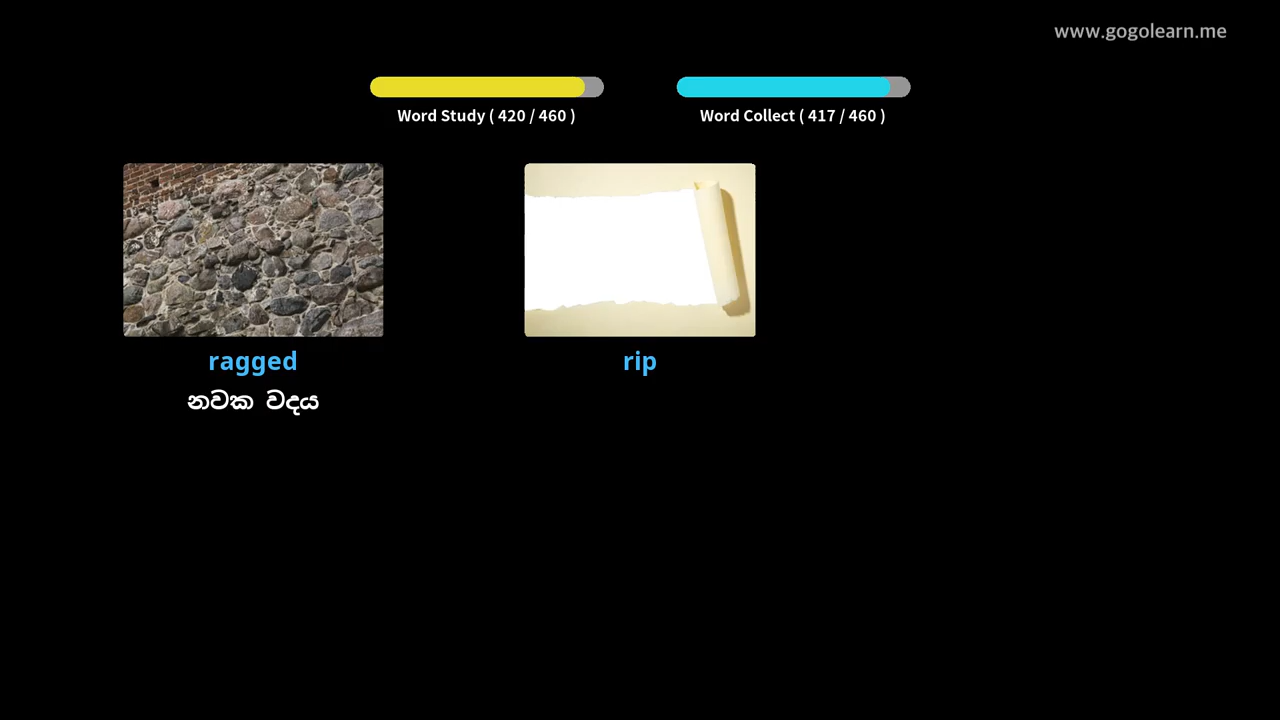 www.gogolearn.me
Word Study ( 420 / 460 )
Word Collect ( 417 / 460 )
ragged
rip
නවක වදය